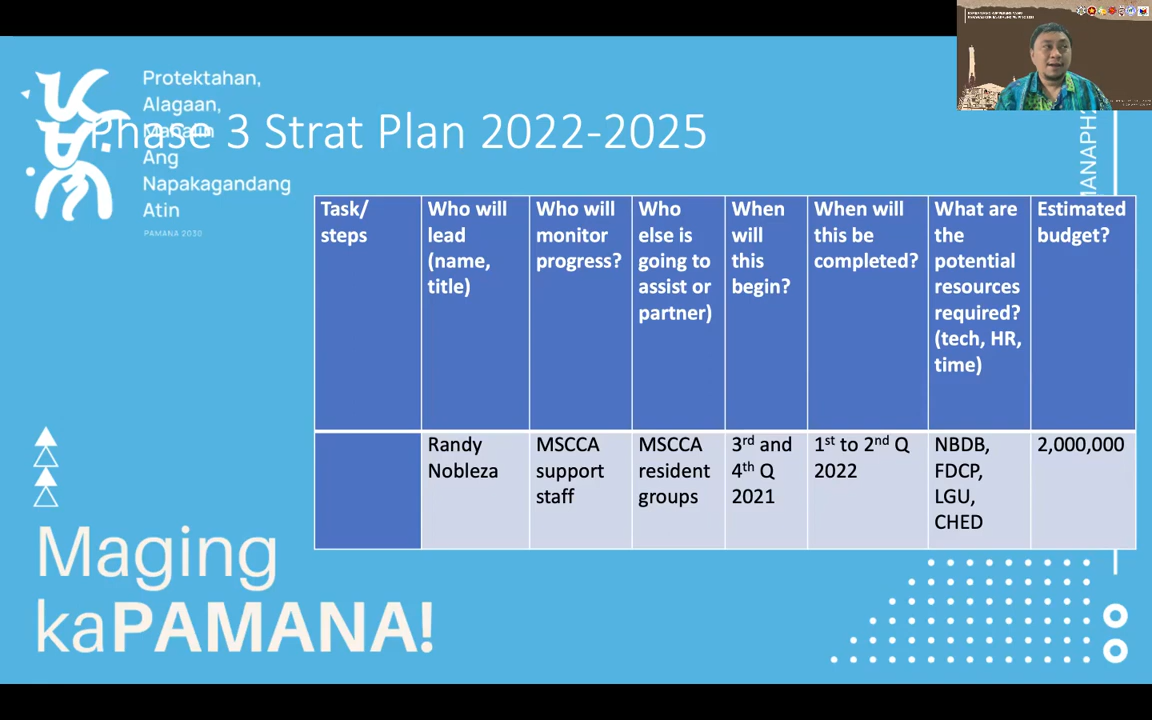 Protektahan,
Alagaan,
Mahalin
Ang
Napakagandang
Atin
PAMANA 2030
Phase 3 Strat Plan 2022-2025
Task/
steps
Who will
lead
(name,
title)
Who will
monitor
progress?
Who
else is
going to
assist or
partner)
When
will
this
begin?
When will
this be
completed?
What are
the
potential
resources
required?
(tech, HR,
time)
Estimated
budget?
Randy
Nobleza
MSCCA
support
staff
MSCCA
resident
groups
3rd and
4th Q
2021
1st to 2nd Q
2022
NBDB,
FDCP,
LGU,
CHED
2,000,000
Maging
kaPAMANA!